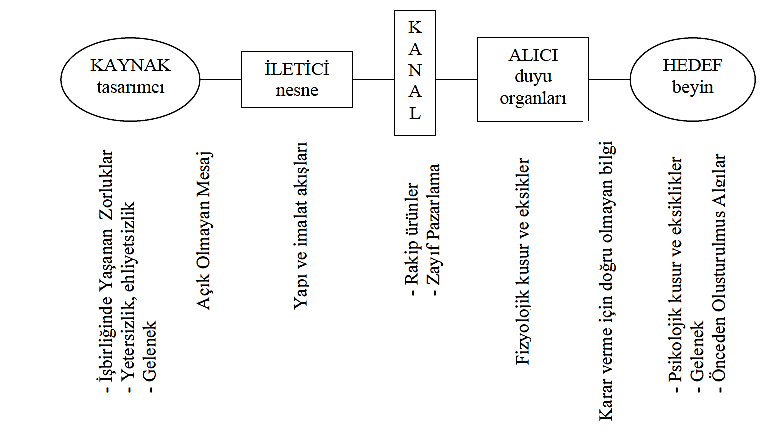 KAYNAK
tasarımcı
İLETİCİ
nesne
K
A
N
A
L
ALICI
duyu
organları
HEDEF
beyin
- İşbirliğinde Yaşanan Zorluklar
- Yetersizlik, ehliyetsizlik
- Gelenek
Açık Olmayan Mesaj
Yapı ve imalat akışları
- Rakip ürünler
- Zayıf Pazarlama
Fizyolojik kusur ve eksikler
Karar verme için doğru olmayan bilgi
- Psikolojik kusur ve eksiklikler
- Gelenek
- Önceden Olusturulmus Algılar